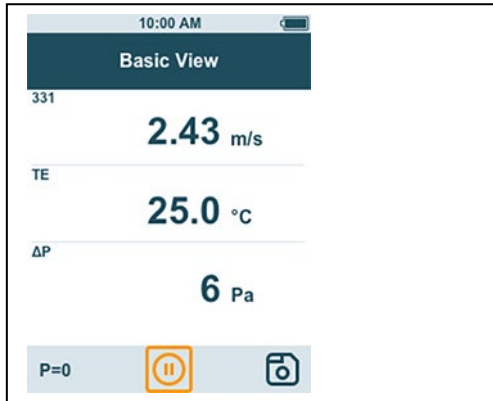 10:00 AM
Basic View
331
2.43 m/s
TE
25.0 °C
ΔP
6 Pa
P=0